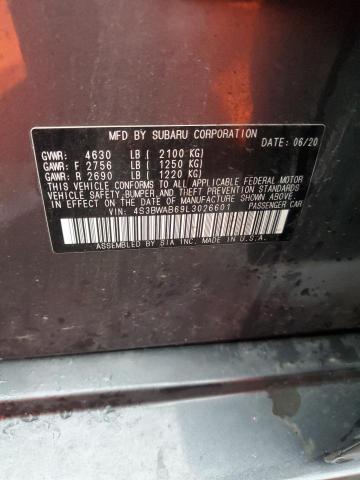 MFD BY SUBARU CORPORATION DATE: 06/20
GVWR: 4630 LB ( 2100 KG)
GAWR: F 2756 LB ( 1250 KG)
GAWR: R 2690 LB ( 1220 KG)
THIS VEHICLE CONFORMS TO ALL APPLICABLE FEDERAL MOTOR
VEHICLE SAFETY, BUMPER, AND THEFT PREVENTION STANDARDS
IN EFFECT ON THE DATE OF MANUFACTURE SHOWN ABOVE.
VIN: 4S3BWAB69L3026601 PASSENGER CAR
ASSEMBLED BY SIA INC. MADE IN U.S.A.